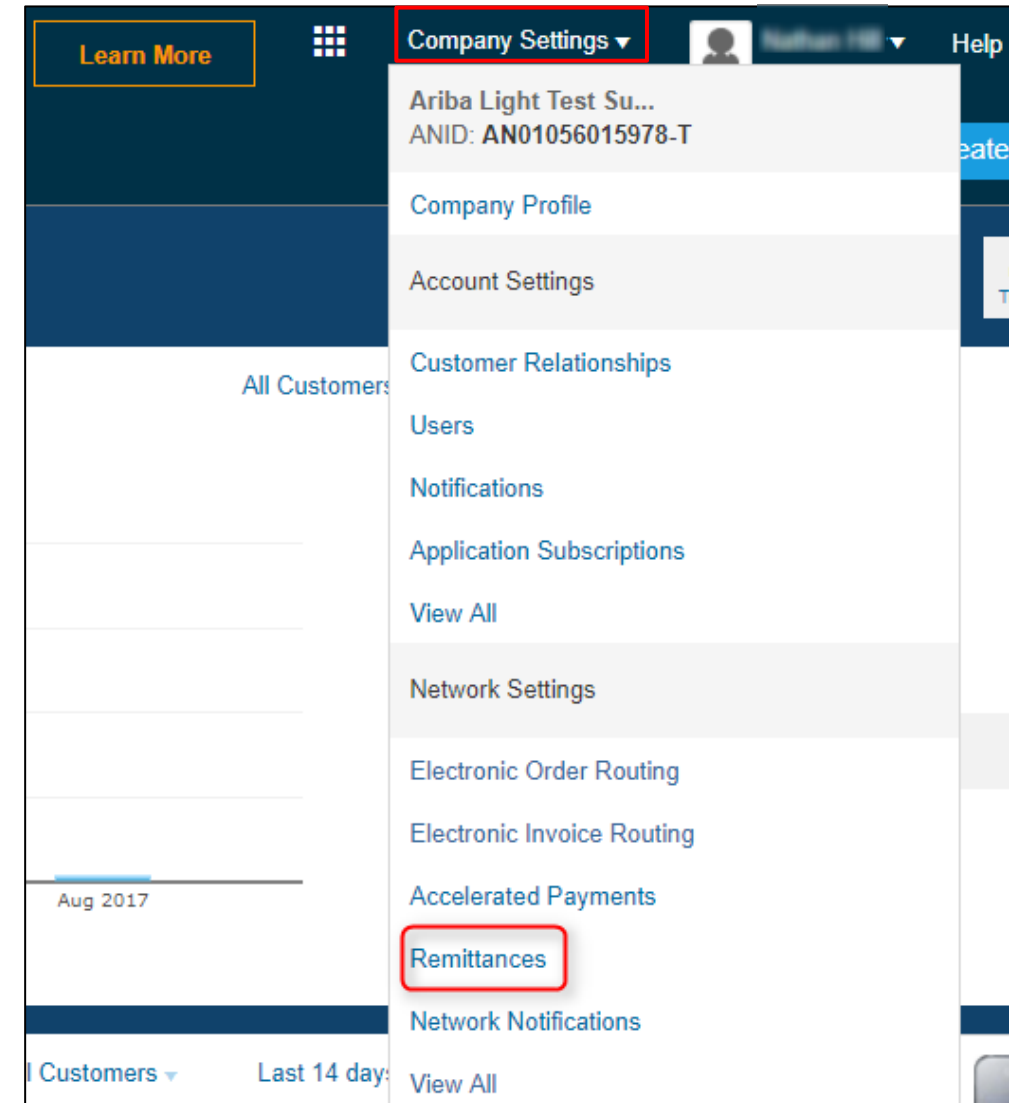 Learn More
Company Settings
Help
Ariba Light Test Su...
ANID: AN01056015978-T
eate
Company Profile
Account Settings
T
Customer Relationships
All Customers
Users
Notifications
Application Subscriptions
View All
Network Settings
Electronic Order Routing
Electronic Invoice Routing
Accelerated Payments
Aug 2017
Remittances
Network Notifications
l Customers
Last 14 days
View All